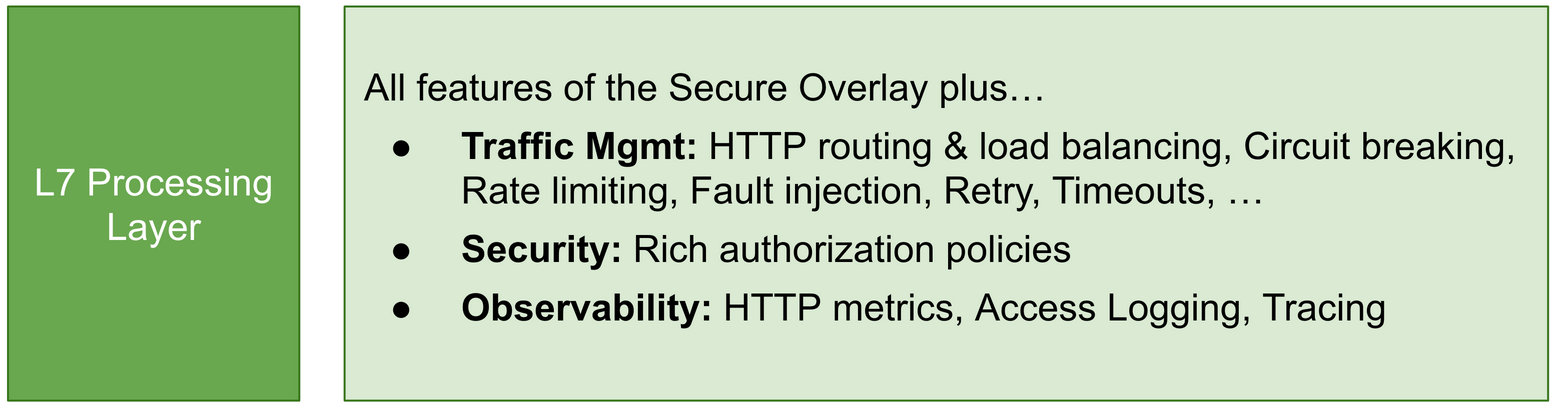 L7 Processing
Layer
All features of the Secure Overlay plus…
● Traffic Mgmt: HTTP routing & load balancing, Circuit breaking,
Rate limiting, Fault injection, Retry, Timeouts, …
● Security: Rich authorization policies
● Observability: HTTP metrics, Access Logging, Tracing